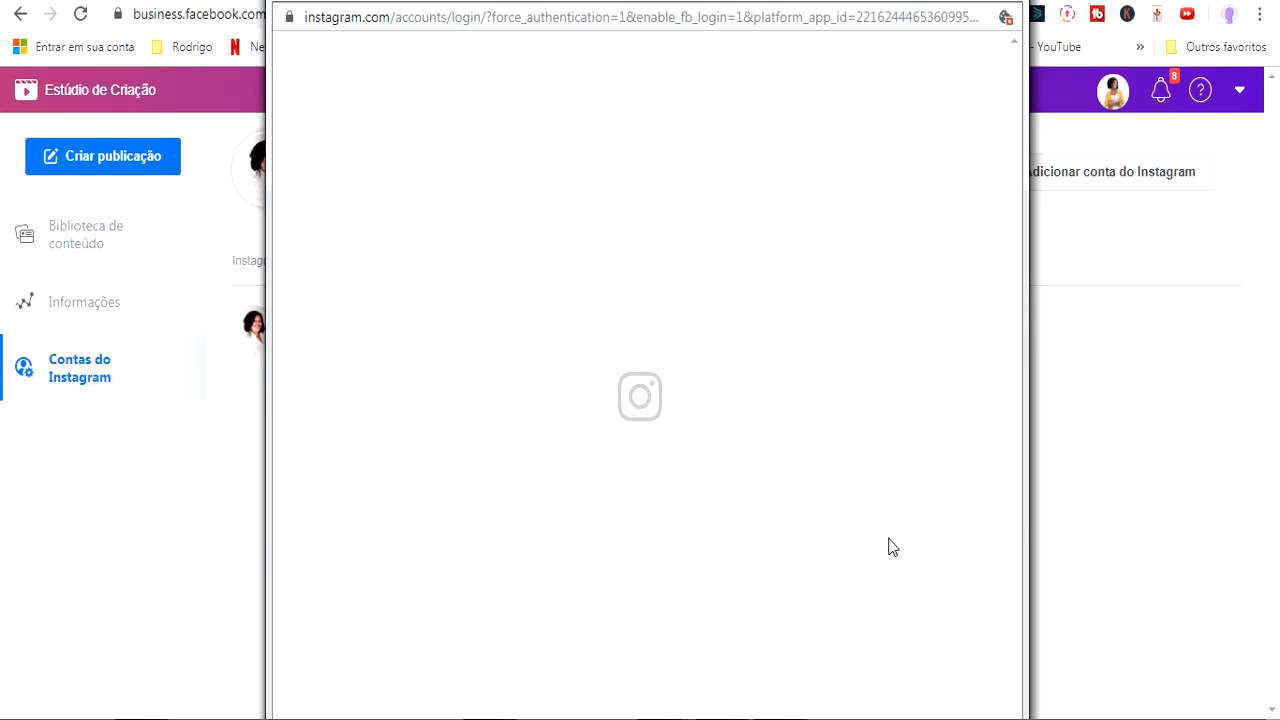 business.facebook.com
instagram.com/accounts/login/?force_authentication=1&enable_fb_login=1&platform_app_id=2216244465360995...
Entrar em sua conta
Rodrigo
- YouTube
»
Outros favoritos
Estúdio de Criação
8
?
Criar publicação
Adicionar conta do Instagram
Biblioteca de
conteúdo
Informações
Contas do
Instagram